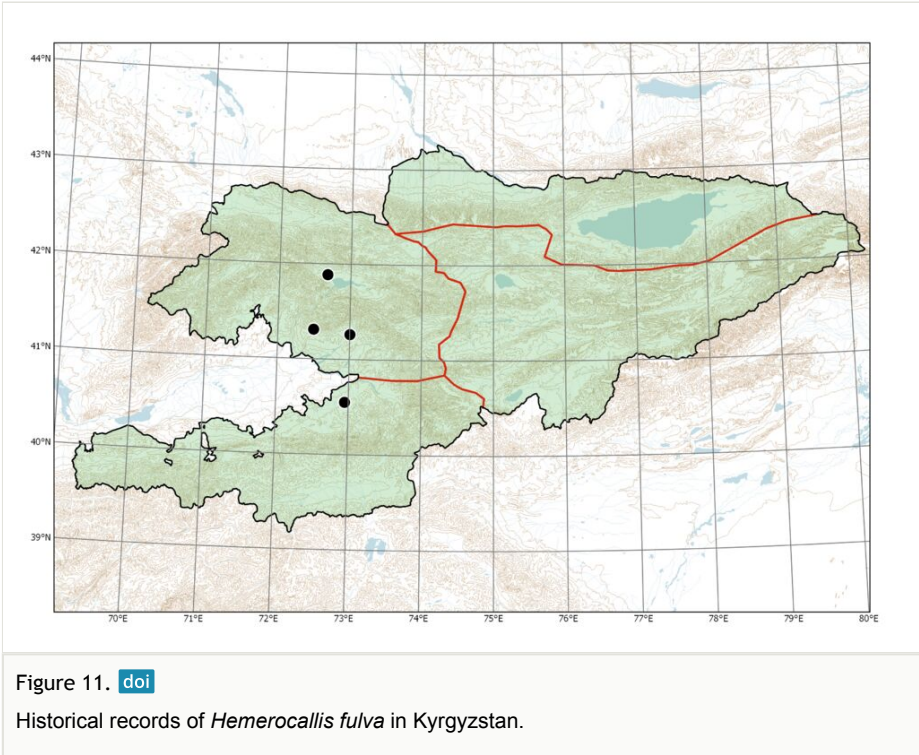 44°N
43°N
42°N
41°N
40°N
39°N
70°E 71°E 72°E 73°E 74°E 75°E 76°E 77°E 78°E 79°E 80°E
Figure 11. doi
Historical records of Hemerocallis fulva in Kyrgyzstan.